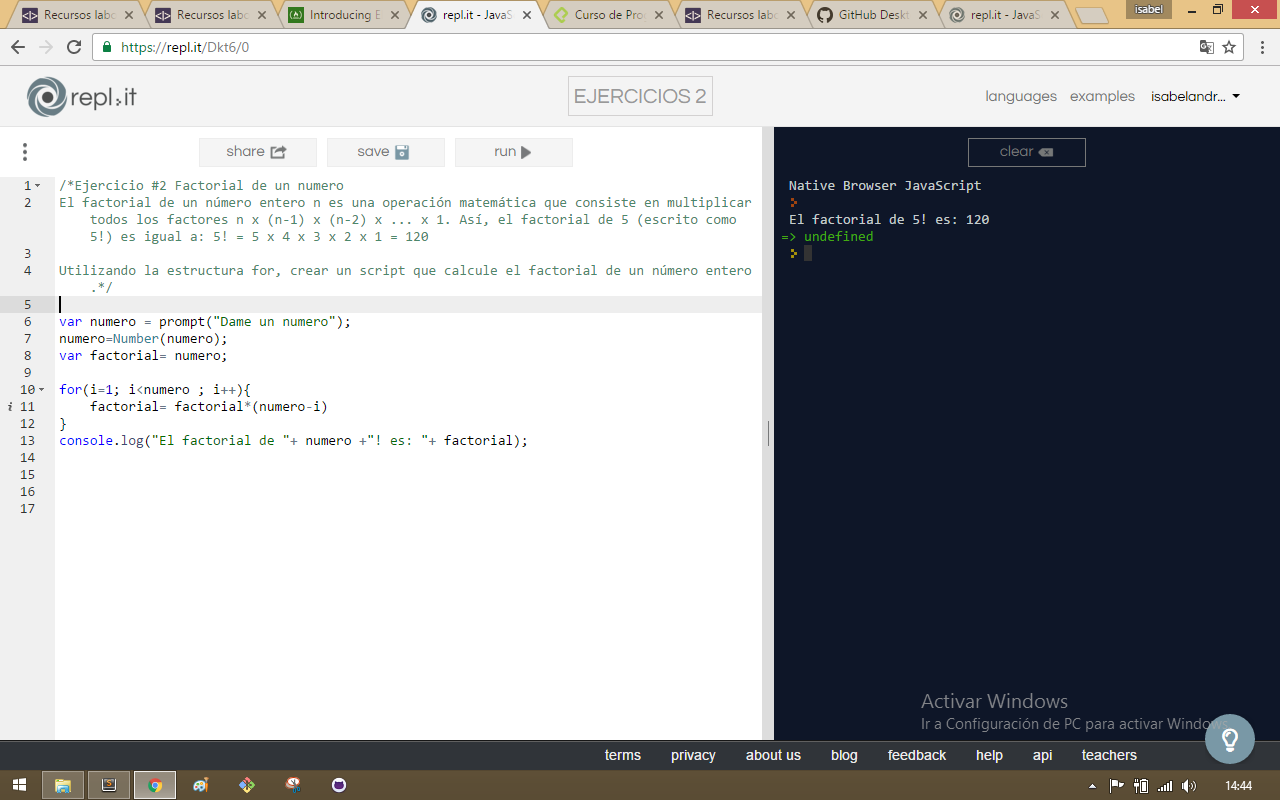 Recursos labo
Recursos labo
Introducing E
repl.it - JavaS
Curso de Pro
Recursos labo
GitHub Deskt
repl.it - JavaS
isabel
https://repl.it/Dkt6/0
repl.it
EJERCICIOS 2
languages examples isabelandr...
share save run
clear
1 /*Ejercicio #2 Factorial de un numero
2 El factorial de un número entero n es una operación matemática que consiste en multiplicar
todos los factores n x (n-1) x (n-2) x ... x 1. Así, el factorial de 5 (escrito como
5!) es igual a: 5! = 5 x 4 x 3 x 2 x 1 = 120
3
4 Utilizando la estructura for, crear un script que calcule el factorial de un número entero
.*/
5
6 var numero = prompt("Dame un numero");
7 numero=Number(numero);
8 var factorial= numero;
9
10 for(i=1; i<numero ; i++){
i 11 factorial= factorial*(numero-i)
12 }
13 console.log("El factorial de "+ numero +"! es: "+ factorial);
14
15
16
17
Native Browser JavaScript
El factorial de 5! es: 120
=> undefined
Activar Windows
Ir a Configuración de PC para activar Windows.
terms privacy about us blog feedback help api teachers
14:44